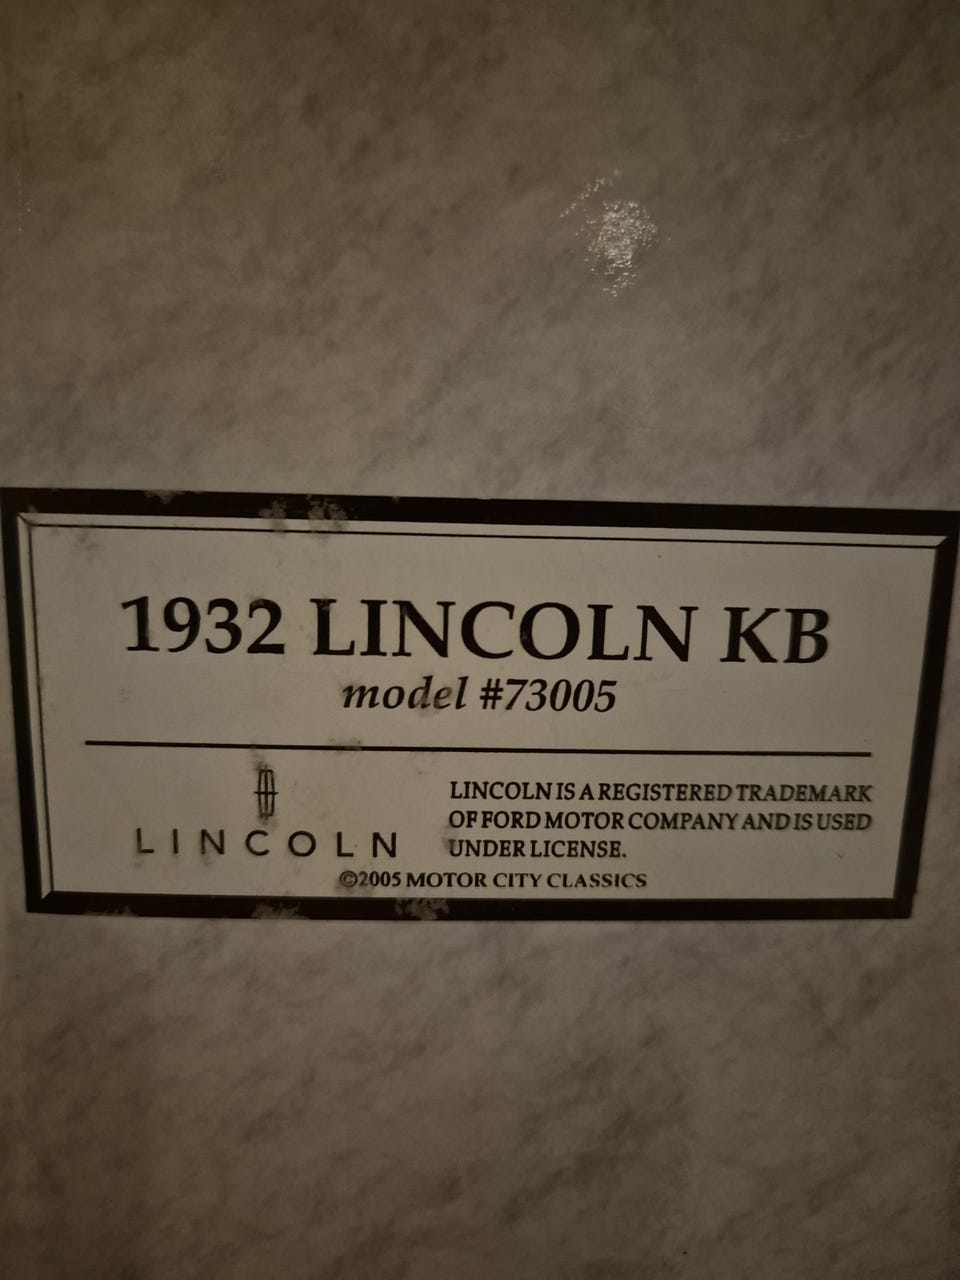 1932 LINCOLN KB
model #73005
LINCOLN
LINCOLN IS A REGISTERED TRADEMARK
OF FORD MOTOR COMPANY AND IS USED
UNDER LICENSE.
©2005 MOTOR CITY CLASSICS